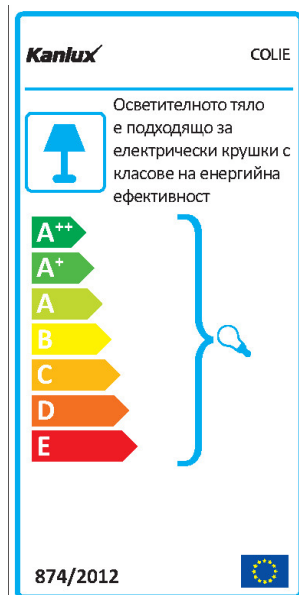 Kanlux
COLIE
Осветителното тяло
е подходящо за
електрически крушки с
класове на енергийна
ефективност
A++
A+
A
B
C
D
E
874/2012